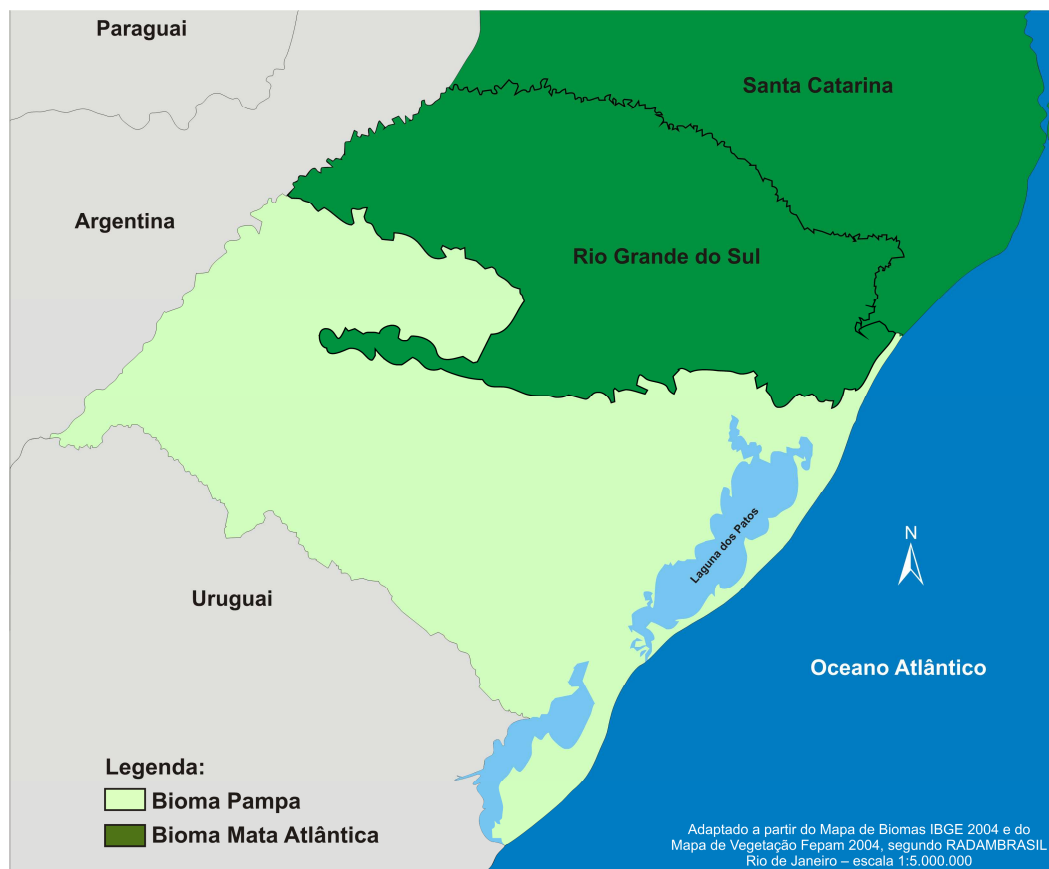 Paraguai
Santa Catarina
Argentina
Rio Grande do Sul
Laguna dos Patos
N
Uruguai
Oceano Atlântico
Legenda:
Bioma Pampa
Bioma Mata Atlântica
Adaptado a partir do Mapa de Biomas IBGE 2004 e do
Mapa de Vegetação Fepam 2004, segundo RADAMBRASIL
Rio de Janeiro – escala 1:5.000.000